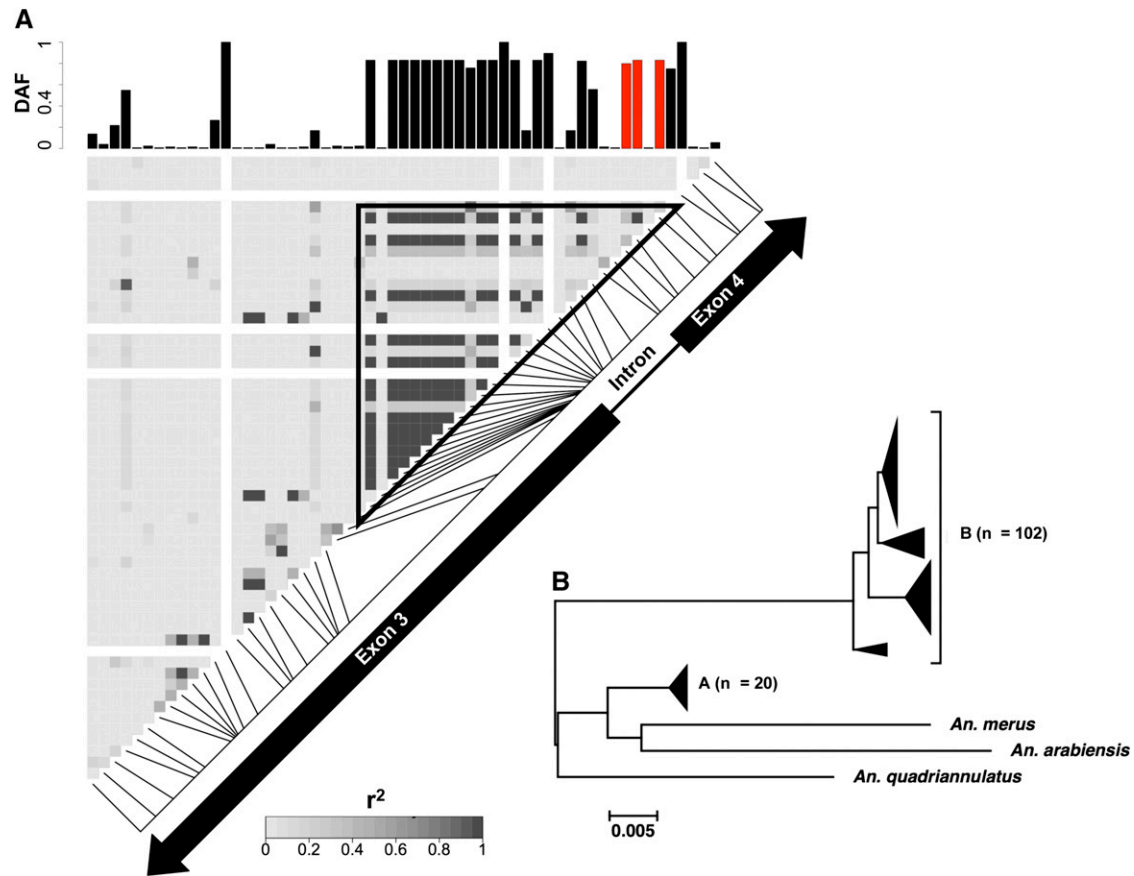 A
DAF
1
0.4
0
Exon 4
Intron
Exon 3
r2
0 0.2 0.4 0.6 0.8 1
B
B (n = 102)
A (n = 20)
An. merus
An. arabiensis
An. quadriannulatus
0.005